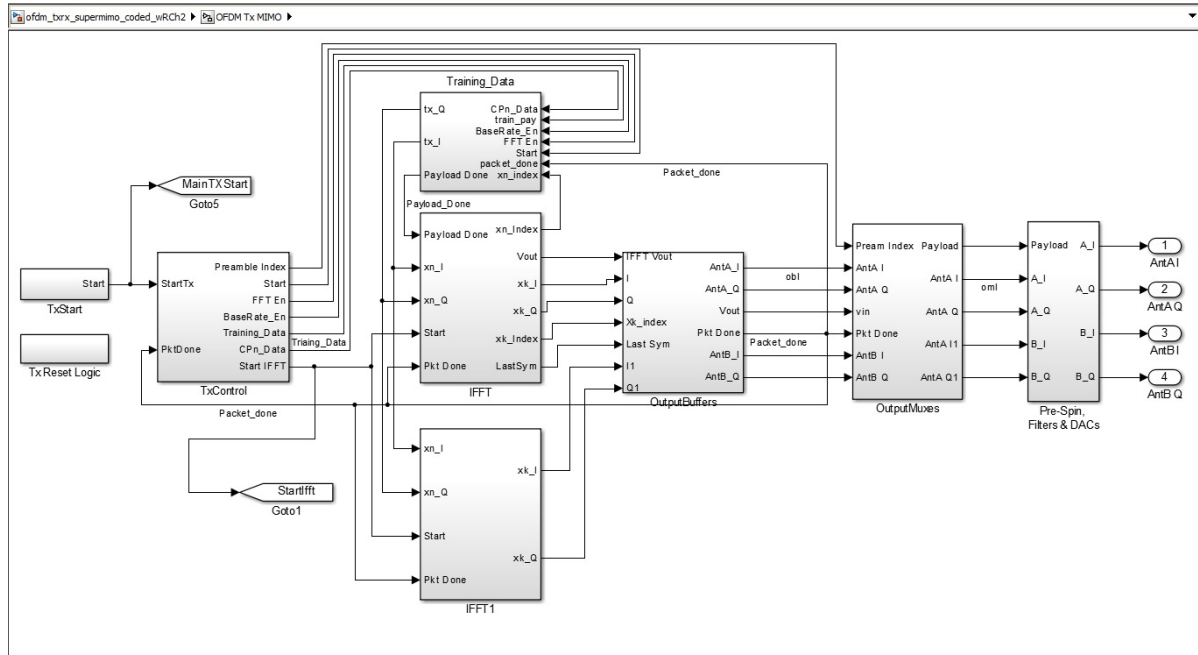 ofdm_txrx_supermimo_coded_wRCh2 ▶ OFDM Tx MIMO ▶
Training_Data
tx_Q
tx_I
Payload Done
CPn_Data
train_pay
BaseRate_En
FFT En
Start
packet_done
xn_index
Packet_done
Payload_Done
MainTXStart
Goto5
Start
TxStart
Tx Reset Logic
StartTx
PktDone
Preamble Index
Start
FFT En
BaseRate_En
Training_Data
CPn_Data
Start IFFT
TxControl
Triaing_Data
Packet_done
StartIfft
Goto1
Payload Done
xn_I
xn_Q
Start
Pkt Done
xn_Index
Vout
xk_I
xk_Q
xk_Index
LastSym
IFFT
xn_I
xn_Q
Start
Pkt Done
xk_I
xk_Q
IFFT1
IFFT Vout
I
Q
Xk_index
Last Sym
I1
Q1
AntA_I
AntA_Q
Vout
Pkt Done
AntB_I
AntB_Q
OutputBuffers
obI
Packet_done
Pream Index
AntA I
AntA Q
vin
Pkt Done
AntB I
AntB Q
Payload
AntA I
AntA Q
AntA I1
AntA Q1
OutputMuxes
omI
Payload
A_I
A_Q
B_I
B_Q
A_I
A_Q
B_I
B_Q
Pre-Spin,
Filters & DACs
1
AntA I
2
AntA Q
3
AntB I
4
AntB Q